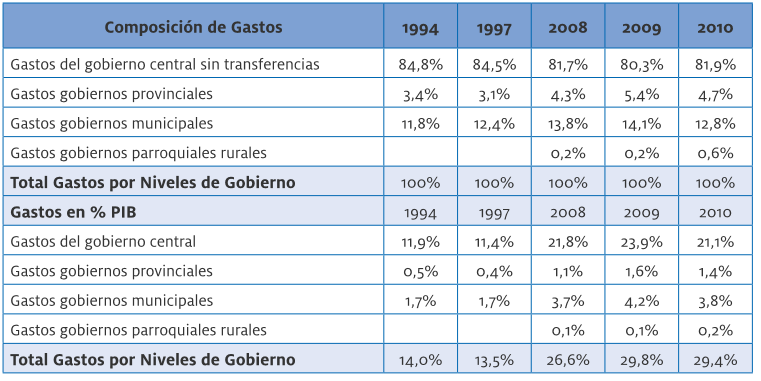 Composición de Gastos 1994 1997 2008 2009 2010
Gastos del gobierno central sin transferencias 84,8% 84,5% 81,7% 80,3% 81,9%
Gastos gobiernos provinciales 3,4% 3,1% 4,3% 5,4% 4,7%
Gastos gobiernos municipales 11,8% 12,4% 13,8% 14,1% 12,8%
Gastos gobiernos parroquiales rurales 0,2% 0,2% 0,6%
Total Gastos por Niveles de Gobierno 100% 100% 100% 100% 100%
Gastos en % PIB 1994 1997 2008 2009 2010
Gastos del gobierno central 11,9% 11,4% 21,8% 23,9% 21,1%
Gastos gobiernos provinciales 0,5% 0,4% 1,1% 1,6% 1,4%
Gastos gobiernos municipales 1,7% 1,7% 3,7% 4,2% 3,8%
Gastos gobiernos parroquiales rurales 0,1% 0,1% 0,2%
Total Gastos por Niveles de Gobierno 14,0% 13,5% 26,6% 29,8% 29,4%